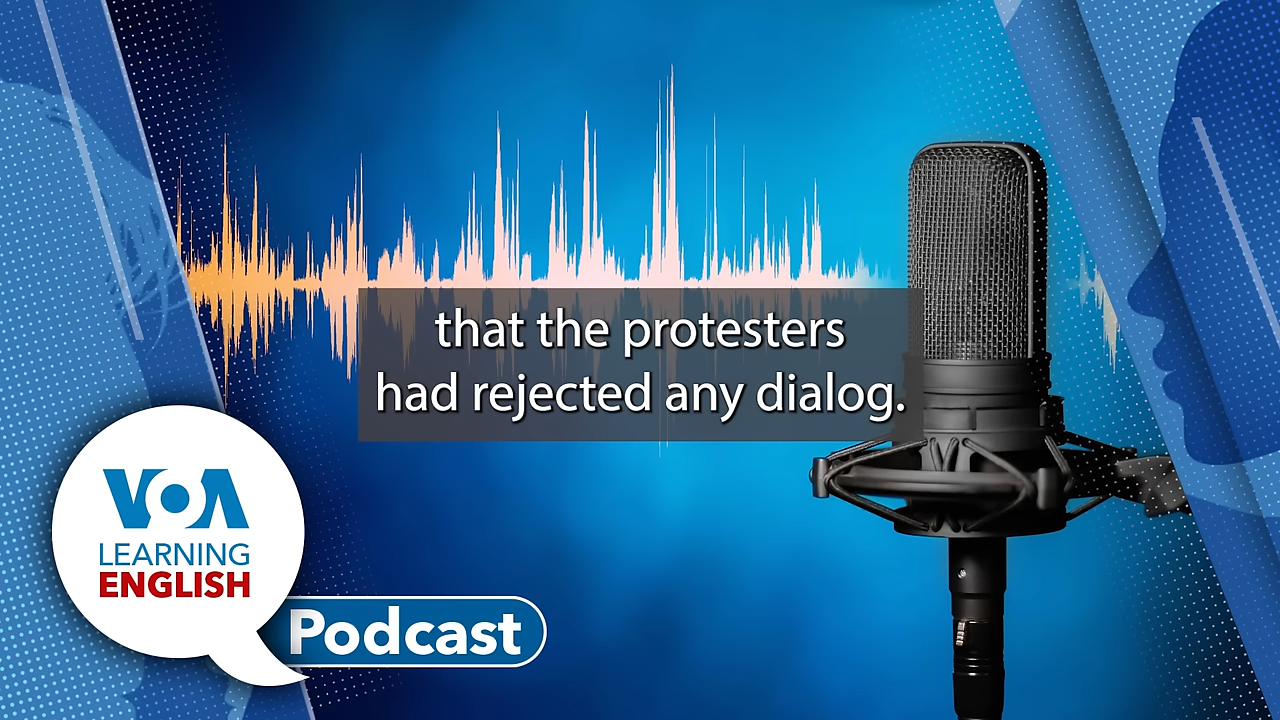 that the protesters
had rejected any dialog.
VOA
LEARNING
ENGLISH
Podcast